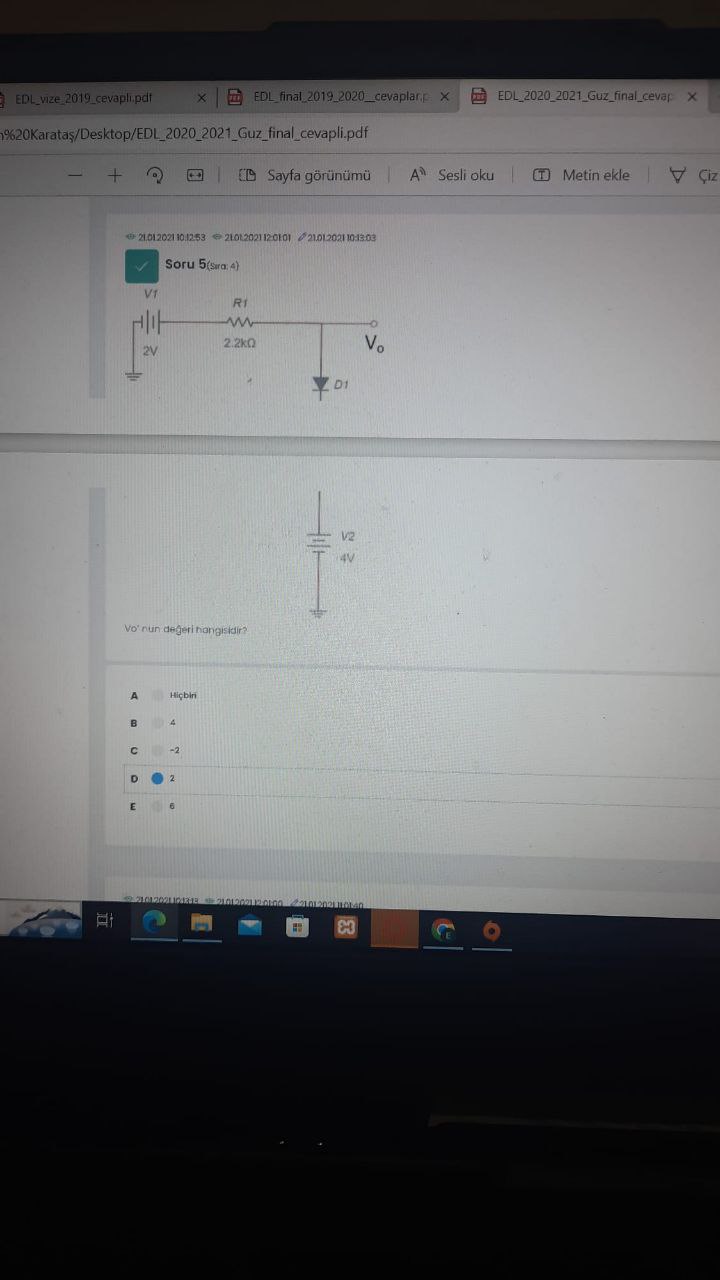 EDL_vize_2019_cevapli.pdf
EDL_final_2019_2020__cevaplar.p
EDL_2020_2021_Guz_final_cevap
%20Karataş/Desktop/EDL_2020_2021_Guz_final_cevapli.pdf
Sayfa görünümü
A Sesli oku
T Metin ekle
Çiz
21.01.2021 10:12:53 21.01.2021 12:01:01 21.01.2021 10:13:03
Soru 5(Sıra: 4)
V1
R1
2V
2.2kΩ
Vo
D1
V2
4V
Vo' nun değeri hangisidir?
A Hiçbiri
B 4
C -2
D 2
E 6
21.01.2021 10:13:13 21.01.2021 12:01:00 21.01.2021 11:01:40